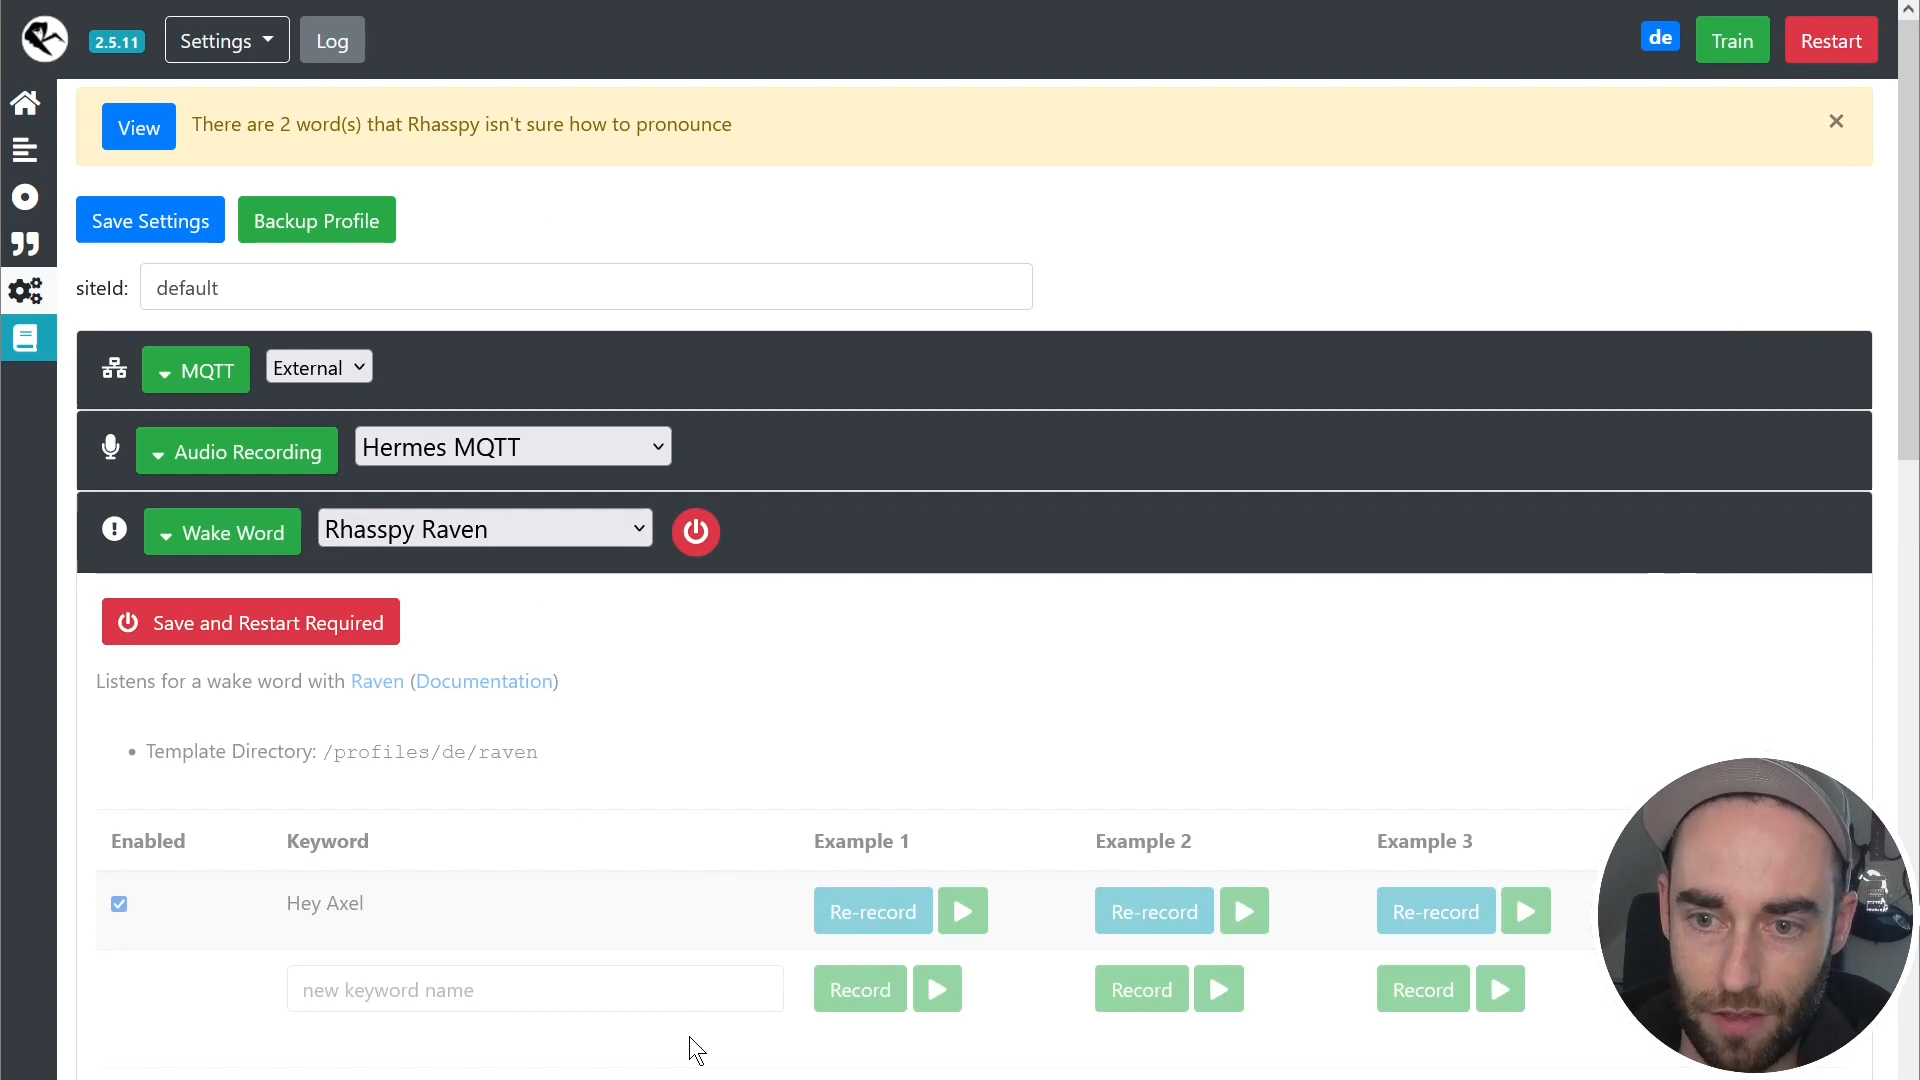 2.5.11 Settings Log de Train Restart
View There are 2 word(s) that Rhasspy isn't sure how to pronounce ×
Save Settings Backup Profile
siteId: default
MQTT External
Audio Recording Hermes MQTT
Wake Word Rhasspy Raven
Save and Restart Required
Listens for a wake word with Raven (Documentation)
• Template Directory: /profiles/de/raven
Enabled Keyword Example 1 Example 2 Example 3
Hey Axel Re-record Re-record Re-record
new keyword name Record Record Record